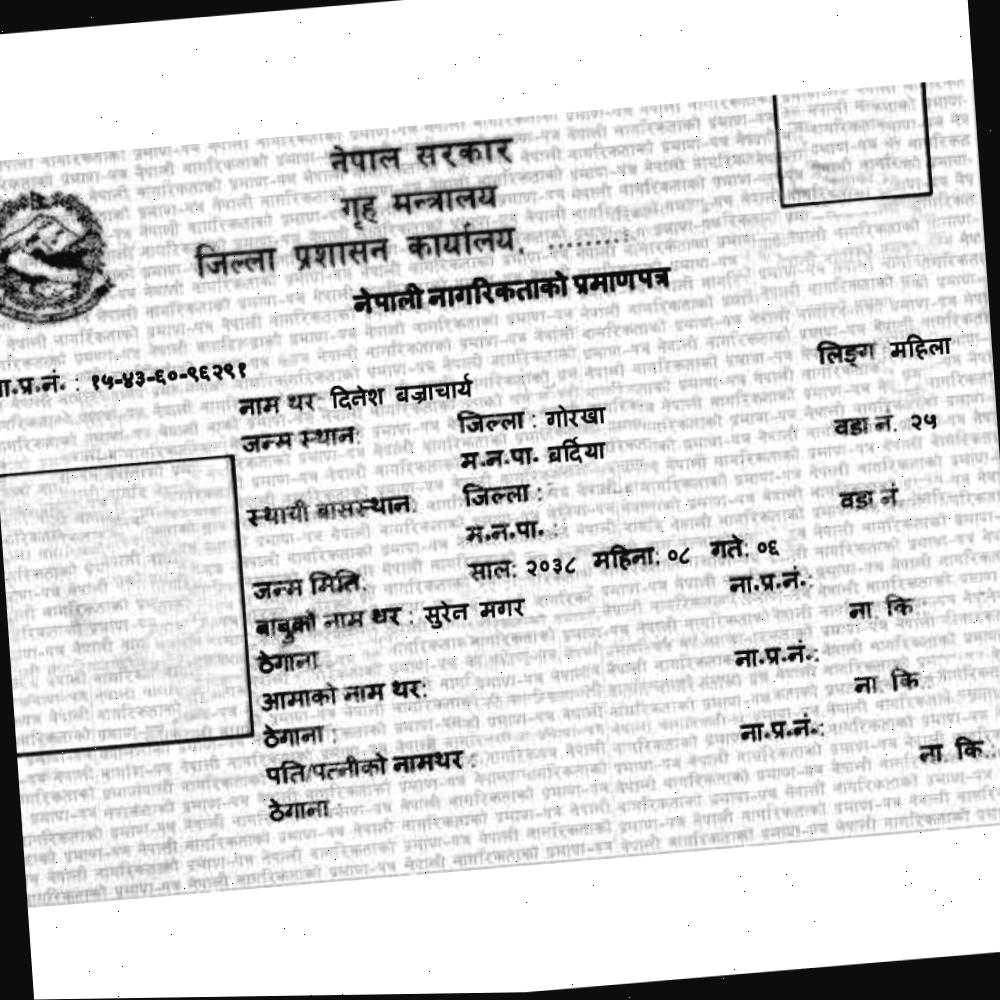 नेपाल सरकार
गृह मन्त्रालय
जिल्ला प्रशासन कार्यालय, .........
नेपाली नागरिकताको प्रमाणपत्र
ना.प्र.नं. : १५-४३-६०-९६२९१
लिङ्ग महिला
नाम थर दितेश बज्राचार्य
जन्म स्थान: जिल्ला : गोरखा
म.न.पा. बर्दिया वडा नं. २५
स्थायी बासस्थान: जिल्ला :
म.न.पा. : वडा नं
जन्म मिति: साल: २०३८ महिना: ०८ गते: ०६
बाबुको नाम थर : सुरेन मगर ना.प्र.नं.:
ठेगाना ना. कि
आमाको नाम थर: ना.प्र.नं.:
ठेगाना : ना. कि
पति/पत्नीको नामथर : ना.प्र.नं.:
ठेगाना : ना. कि.: